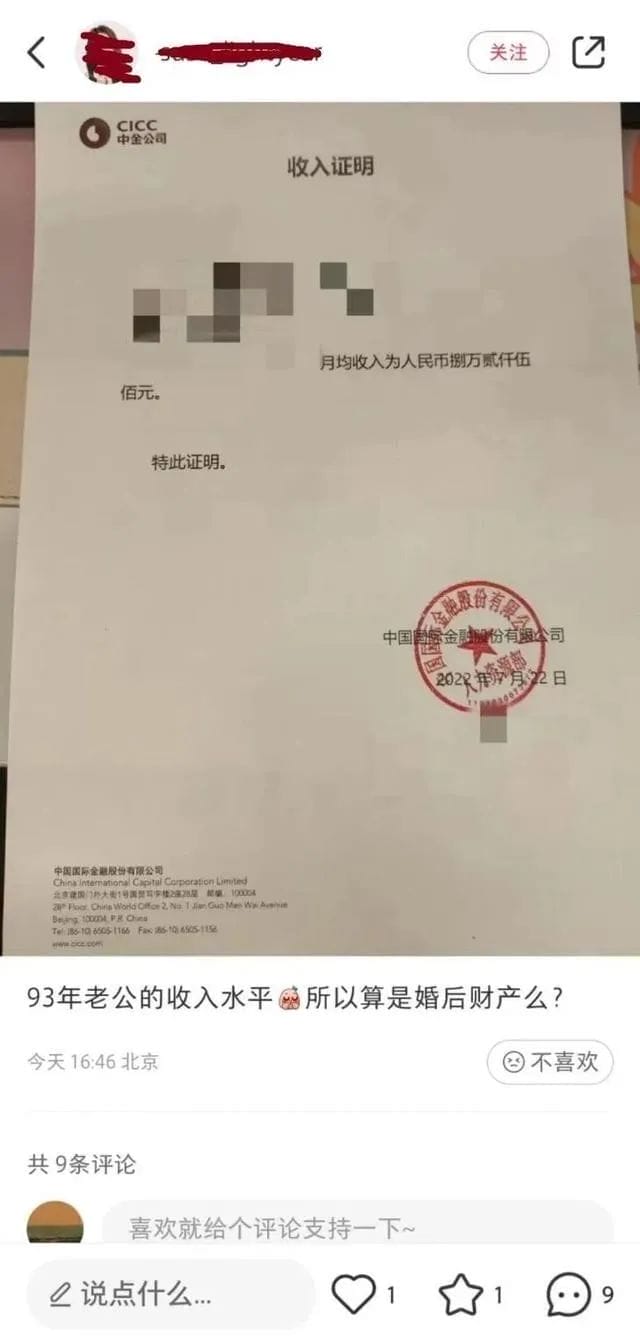 关注
CICC
中金公司
收入证明
月均收入为人民币捌万贰仟伍
佰元。
特此证明。
中国国际金融股份有限公司
人力资源部
2022年 月22日
中国国际金融股份有限公司
China International Capital Corporation Limited
北京建国门外大街1号国贸写字楼2座28层 邮编：100004
28th Floor, China World Office 2, No. 1 Jian Guo Men Wai Avenue
Beijing, 100004, P.R. China
Tel: (86-10) 6505-1166 Fax: (86-10) 6505-1156
www.cicc.com
93年老公的收入水平所以算是婚后财产么？
今天 16:46 北京
不喜欢
共 9条评论
喜欢就给个评论支持一下~
说点什么...
1
1
9